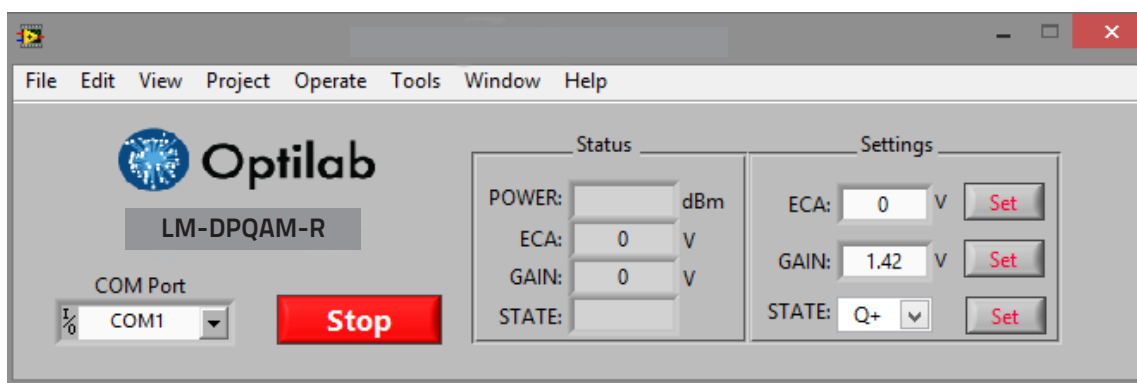 File Edit View Project Operate Tools Window Help
Optilab
LM-DPQAM-R
COM Port
I/O COM1
Stop
Status
POWER: dBm
ECA: 0 V
GAIN: 0 V
STATE:
Settings
ECA: 0 V Set
GAIN: 1.42 V Set
STATE: Q+ Set